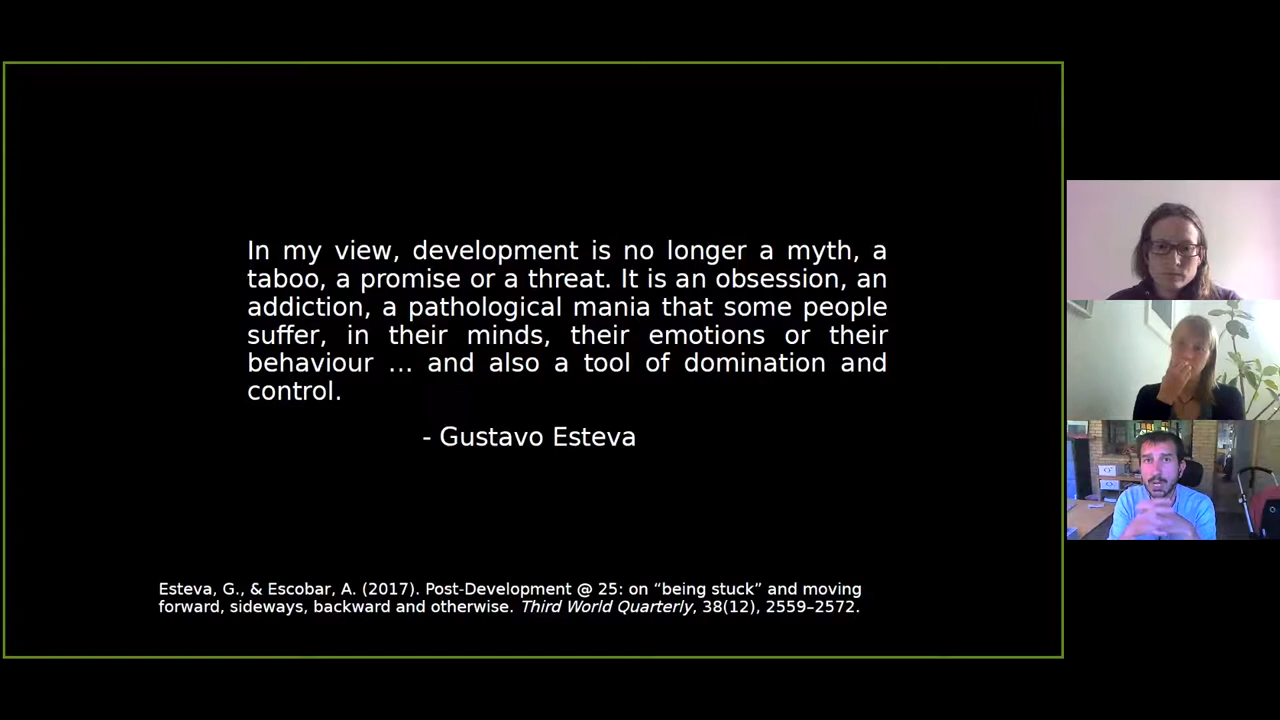 In my view, development is no longer a myth, a
taboo, a promise or a threat. It is an obsession, an
addiction, a pathological mania that some people
suffer, in their minds, their emotions or their
behaviour … and also a tool of domination and
control.
- Gustavo Esteva
Esteva, G., & Escobar, A. (2017). Post-Development @ 25: on “being stuck” and moving
forward, sideways, backward and otherwise. Third World Quarterly, 38(12), 2559–2572.